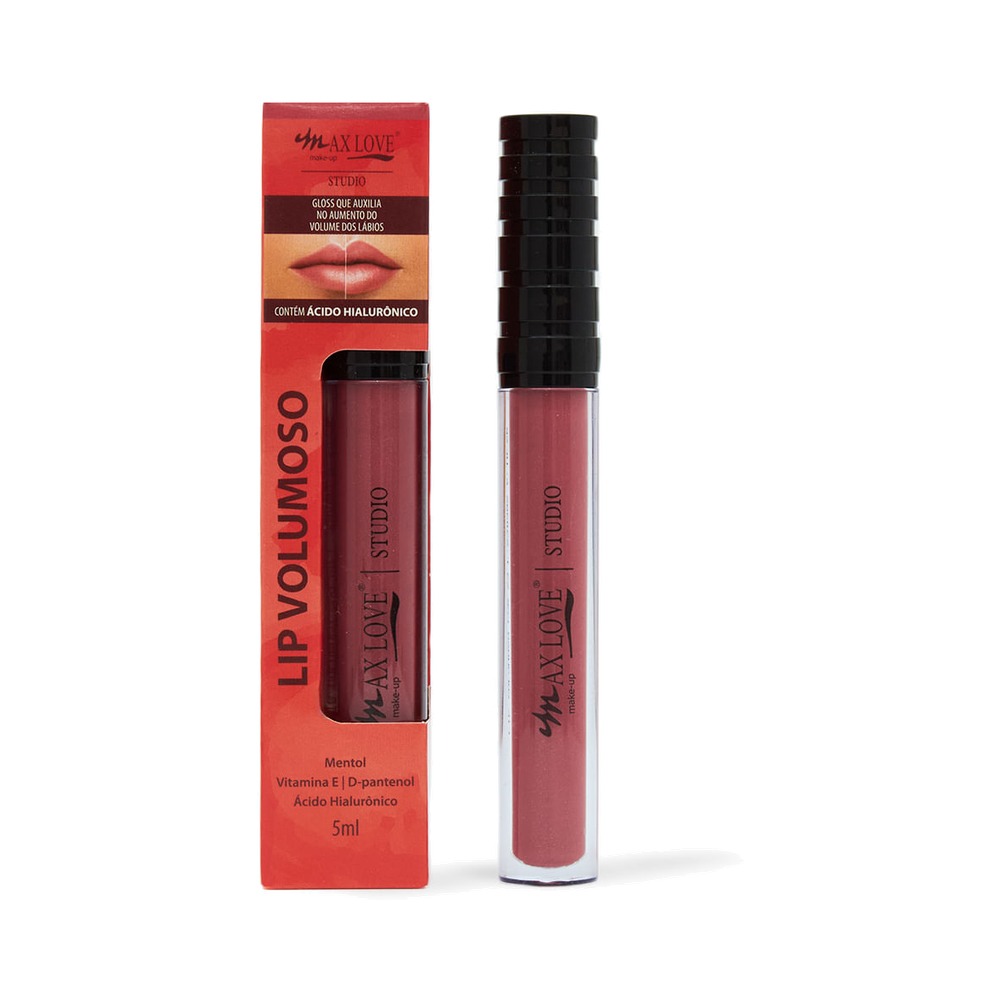 MAX LOVE®
make-up
STUDIO
GLOSS QUE AUXILIA
NO AUMENTO DO
VOLUME DOS LÁBIOS
CONTÉM ÁCIDO HIALURÔNICO
LIP VOLUMOSO
MAX LOVE | STUDIO
make-up
Mentol
Vitamina E | D-pantenol
Ácido Hialurônico
5ml
MAX LOVE® | STUDIO
make-up